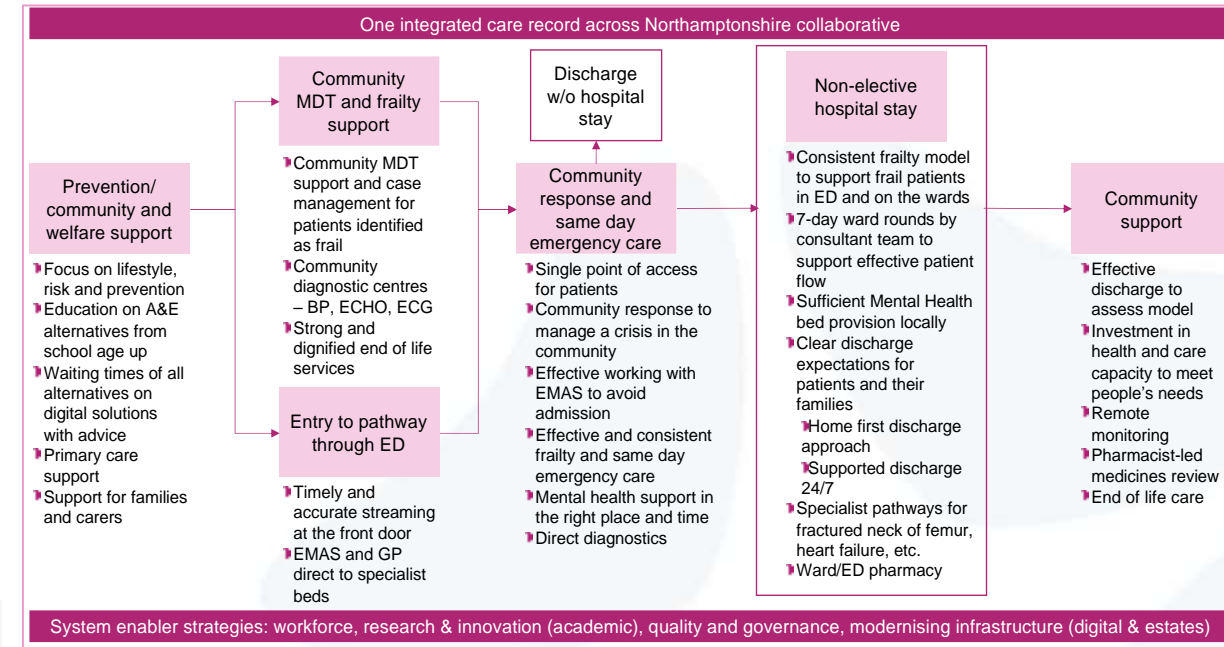 One integrated care record across Northamptonshire collaborative
Prevention/
community and
welfare support
Focus on lifestyle,
risk and prevention
Education on A&E
alternatives from
school age up
Waiting times of all
alternatives on
digital solutions
with advice
Primary care
support
Support for families
and carers
Community
MDT and frailty
support
Community MDT
support and case
management for
patients identified
as frail
Community
diagnostic centres
– BP, ECHO, ECG
Strong and
dignified end of life
services
Entry to pathway
through ED
Timely and
accurate streaming
at the front door
EMAS and GP
direct to specialist
beds
Discharge
w/o hospital
stay
Community
response and
same day
emergency care
Single point of access
for patients
Community response to
manage a crisis in the
community
Effective working with
EMAS to avoid
admission
Effective and consistent
frailty and same day
emergency care
Mental health support in
the right place and time
Direct diagnostics
Non-elective
hospital stay
Consistent frailty model
to support frail patients
in ED and on the wards
7-day ward rounds by
consultant team to
support effective patient
flow
Sufficient Mental Health
bed provision locally
Clear discharge
expectations for
patients and their
families
Home first discharge
approach
Supported discharge
24/7
Specialist pathways for
fractured neck of femur,
heart failure, etc.
Ward/ED pharmacy
Community
support
Effective
discharge to
assess model
Investment in
health and care
capacity to meet
people's needs
Remote
monitoring
Pharmacist-led
medicines review
End of life care
System enabler strategies: workforce, research & innovation (academic), quality and governance, modernising infrastructure (digital & estates)